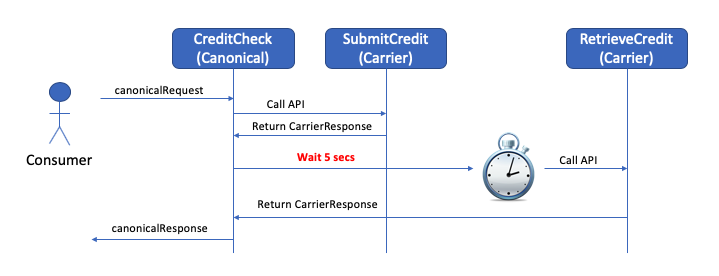 CreditCheck
(Canonical)
SubmitCredit
(Carrier)
RetrieveCredit
(Carrier)
canonicalRequest
Call API
Return CarrierResponse
Consumer
Wait 5 secs
Call API
Return CarrierResponse
canonicalResponse